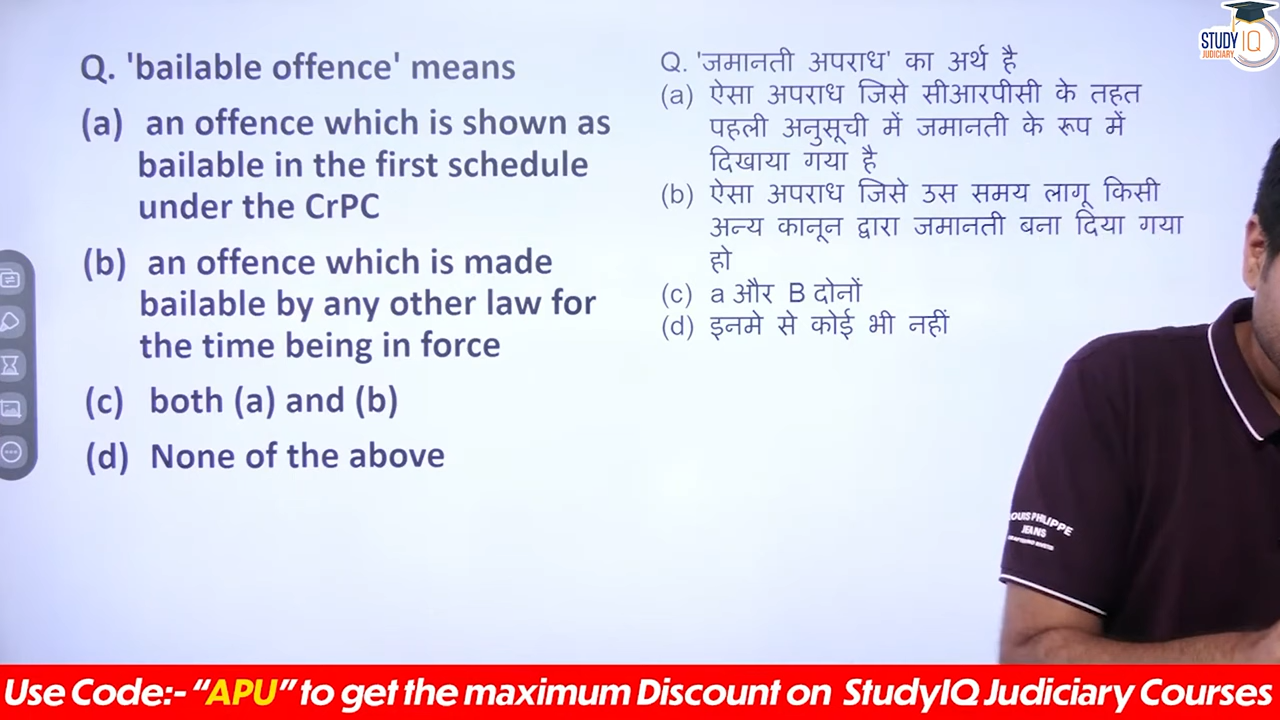 Q. 'bailable offence' means
(a) an offence which is shown as
bailable in the first schedule
under the CrPC
(b) an offence which is made
bailable by any other law for
the time being in force
(c) both (a) and (b)
(d) None of the above
Q. 'जमानती अपराध' का अर्थ है
(a) ऐसा अपराध जिसे सीआरपीसी के तहत
पहली अनुसूची में जमानती के रूप में
दिखाया गया है
(b) ऐसा अपराध जिसे उस समय लागू किसी
अन्य कानून द्वारा जमानती बना दिया गया
हो
(c) a और B दोनों
(d) इनमे से कोई भी नहीं
STUDY IQ
JUDICIARY
LOUIS PHILIPPE
JEANS
Use Code:- “APU” to get the maximum Discount on StudyIQ Judiciary Courses